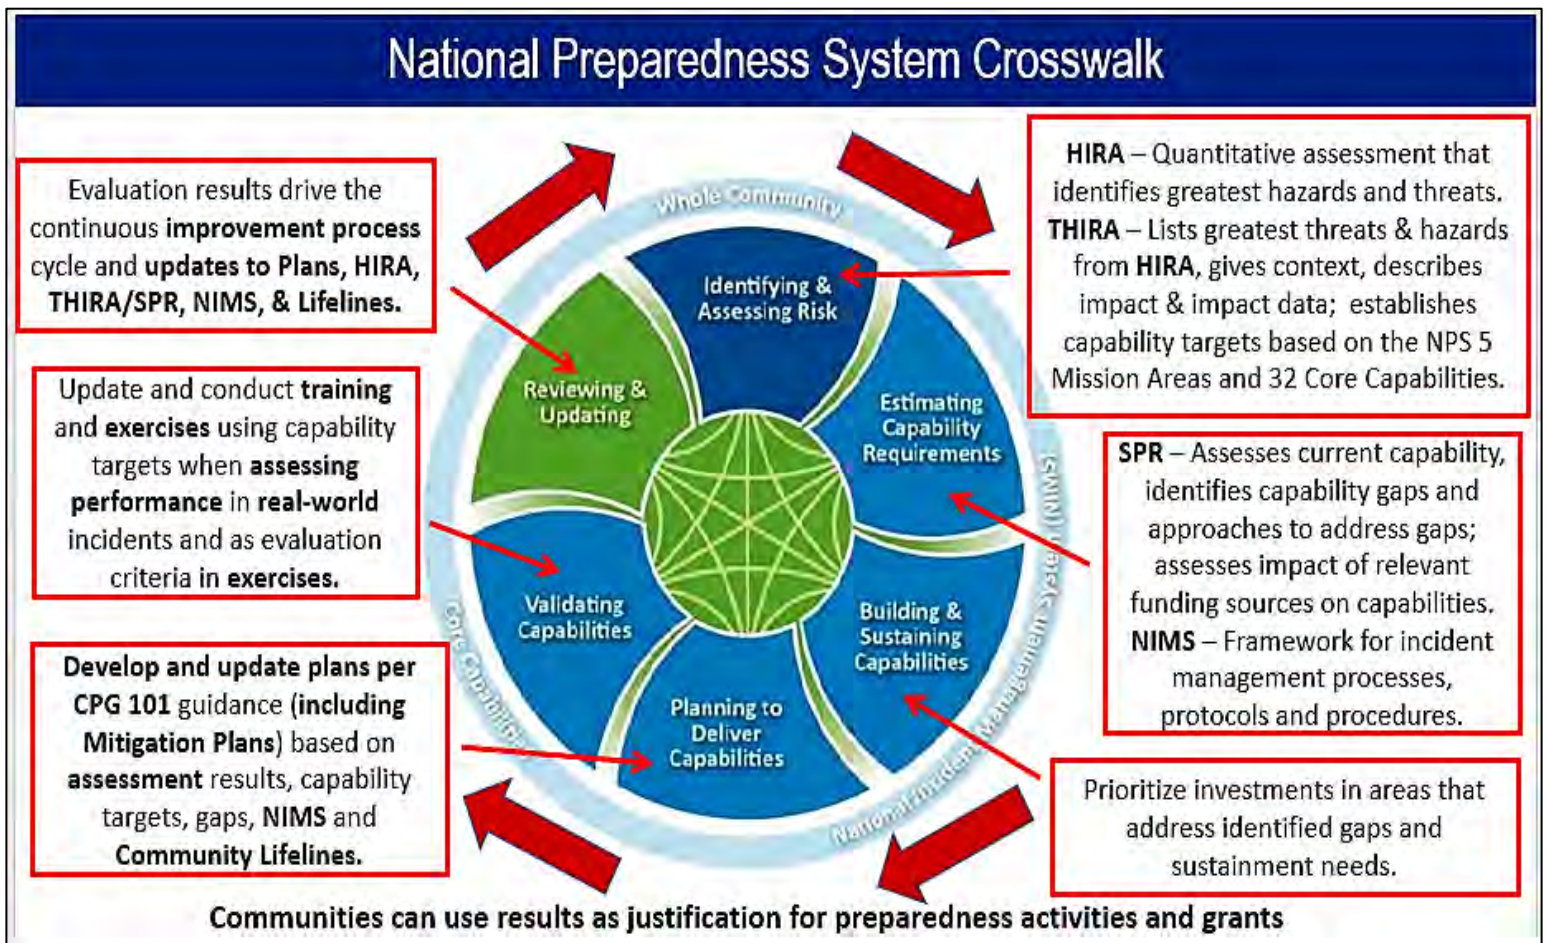 National Preparedness System Crosswalk
Evaluation results drive the
continuous improvement process
cycle and updates to Plans, HIRA,
THIRA/SPR, NIMS, & Lifelines.
Update and conduct training
and exercises using capability
targets when assessing
performance in real-world
incidents and as evaluation
criteria in exercises.
Develop and update plans per
CPG 101 guidance (including
Mitigation Plans) based on
assessment results, capability
targets, gaps, NIMS and
Community Lifelines.
Whole Community
Identifying &
Assessing Risk
Estimating
Capability
Requirements
Building &
Sustaining
Capabilities
Planning to
Deliver
Capabilities
Validating
Capabilities
Reviewing &
Updating
National Incident Management System (NIMS)
Core Capabilities
HIRA – Quantitative assessment that
identifies greatest hazards and threats.
THIRA – Lists greatest threats & hazards
from HIRA, gives context, describes
impact & impact data; establishes
capability targets based on the NPS 5
Mission Areas and 32 Core Capabilities.
SPR – Assesses current capability,
identifies capability gaps and
approaches to address gaps;
assesses impact of relevant
funding sources on capabilities.
NIMS – Framework for incident
management processes,
protocols and procedures.
Prioritize investments in areas that
address identified gaps and
sustainment needs.
Communities can use results as justification for preparedness activities and grants